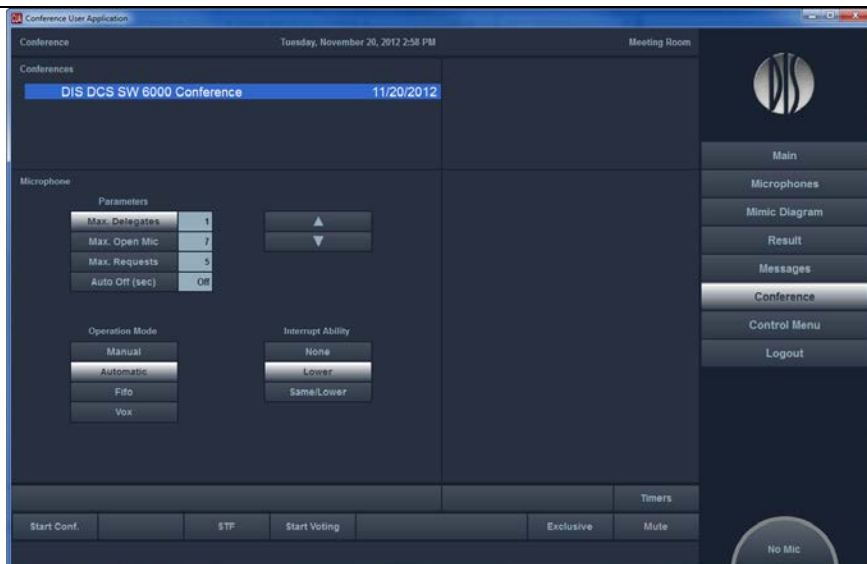 Conference User Application
Conference Tuesday, November 20, 2012 2:58 PM Meeting Room
Conferences
DIS DCS SW 6000 Conference 11/20/2012
DIS
Main
Microphones
Mimic Diagram
Result
Messages
Conference
Control Menu
Logout
Microphone
Parameters
Max. Delegates 1
Max. Open Mic 7
Max. Requests 5
Auto Off (sec) Off
▲
▼
Operation Mode
Manual
Automatic
Fifo
Vox
Interrupt Ability
None
Lower
Same/Lower
Timers
Start Conf. STF Start Voting Exclusive Mute
No Mic